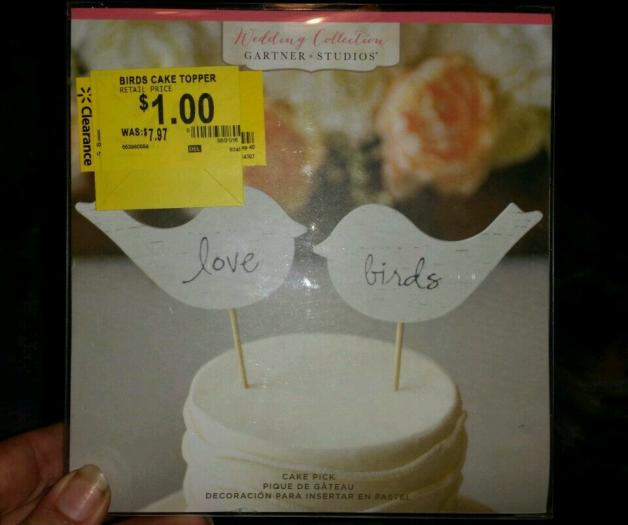 Wedding Collection
GARTNER STUDIOS®
BIRDS CAKE TOPPER
RETAIL PRICE
$1.00
WAS:$7.97
DEL
Clearance
love
birds
CAKE PICK
PIQUE DE GÂTEAU
DECORACIÓN PARA INSERTAR EN PASTEL